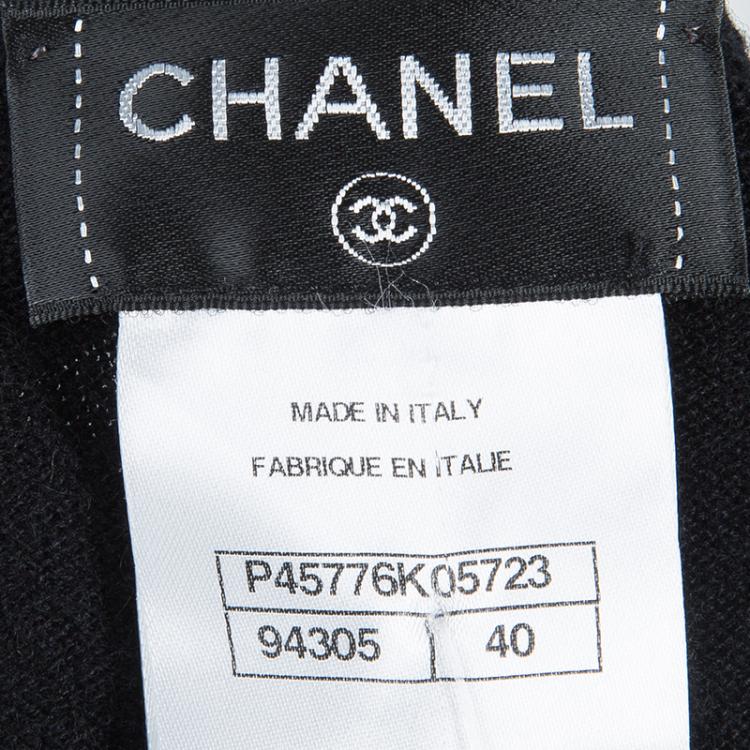 CHANEL
MADE IN ITALY
FABRIQUE EN ITALIE
P45776K05723
94305 40